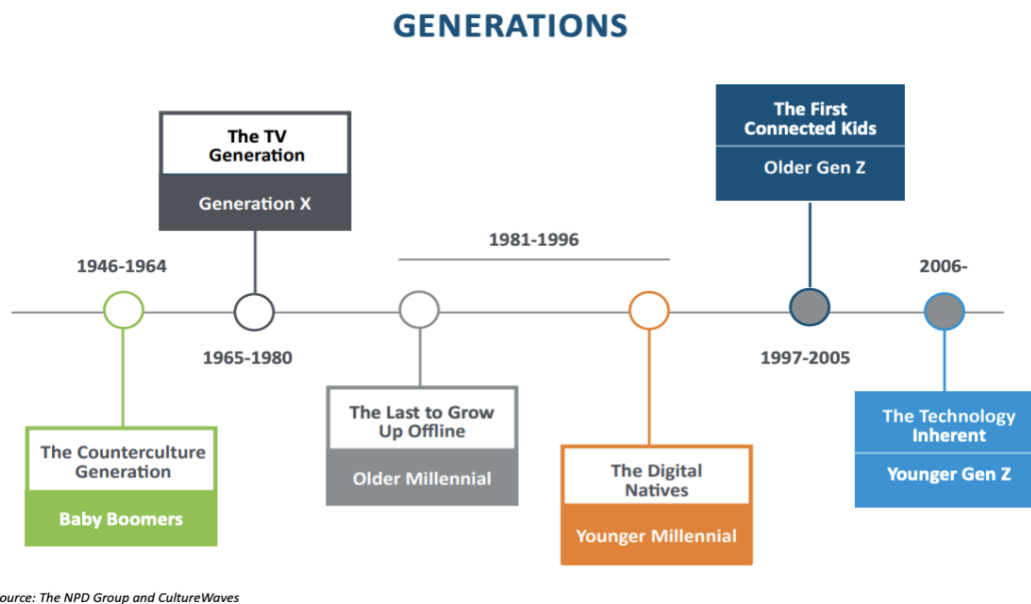 GENERATIONS
The TV
Generation
Generation X
The First
Connected Kids
Older Gen Z
1946-1964
1981-1996
2006-
1965-1980
1997-2005
The Counterculture
Generation
Baby Boomers
The Last to Grow
Up Offline
Older Millennial
The Digital
Natives
Younger Millennial
The Technology
Inherent
Younger Gen Z
ource: The NPD Group and CultureWaves